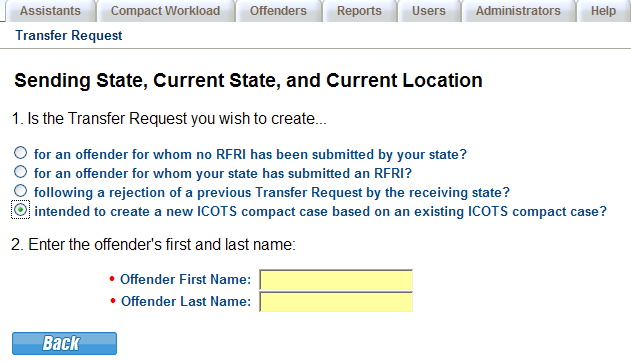 Assistants Compact Workload Offenders Reports Users Administrators Help
Transfer Request
Sending State, Current State, and Current Location
1. Is the Transfer Request you wish to create...
for an offender for whom no RFRI has been submitted by your state?
for an offender for whom your state has submitted an RFRI?
following a rejection of a previous Transfer Request by the receiving state?
intended to create a new ICOTS compact case based on an existing ICOTS compact case?
2. Enter the offender's first and last name:
• Offender First Name:
• Offender Last Name:
Back